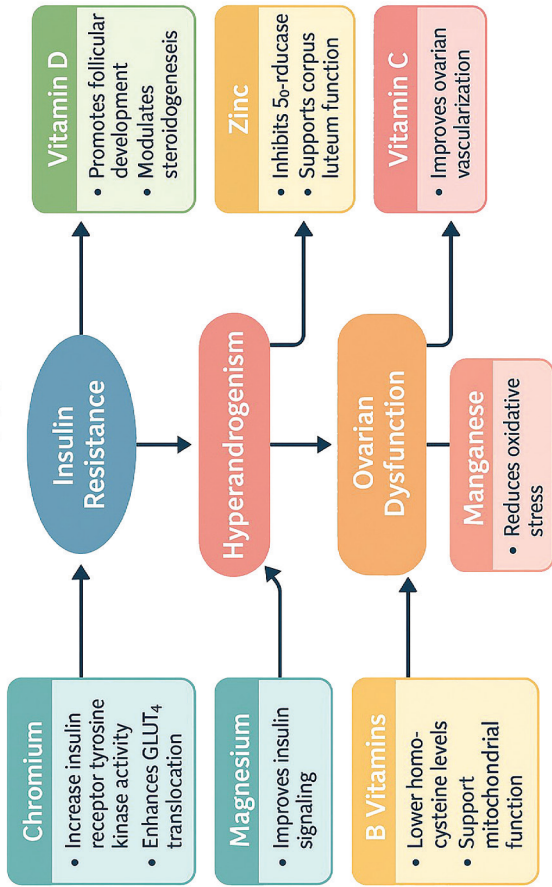 Chromium
• Increase insulin
receptor tyrosine
kinase activity
• Enhances GLUT₄
translocation
Insulin
Resistance
Vitamin D
• Promotes follicular
development
• Modulates
steroidogeneseis
Magnesium
• Improves insulin
signaling
Hyperandrogenism
Zinc
• Inhibits 5₀-rducase
• Supports corpus
luteum function
B Vitamins
• Lower homo-
cysteine levels
• Support
mitochondrial
function
Ovarian
Dysfunction
Vitamin C
• Improves ovarian
vascularization
Manganese
• Reduces oxidative
stress